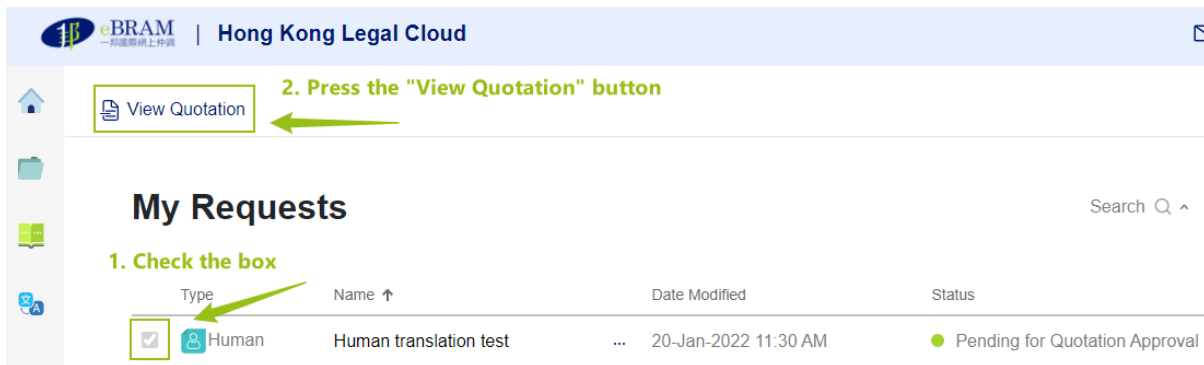 eBRAM
一邦國際網上仲調
| Hong Kong Legal Cloud
2. Press the "View Quotation" button
View Quotation
My Requests
Search
1. Check the box
Type Name ↑ Date Modified Status
Human Human translation test ... 20-Jan-2022 11:30 AM Pending for Quotation Approval